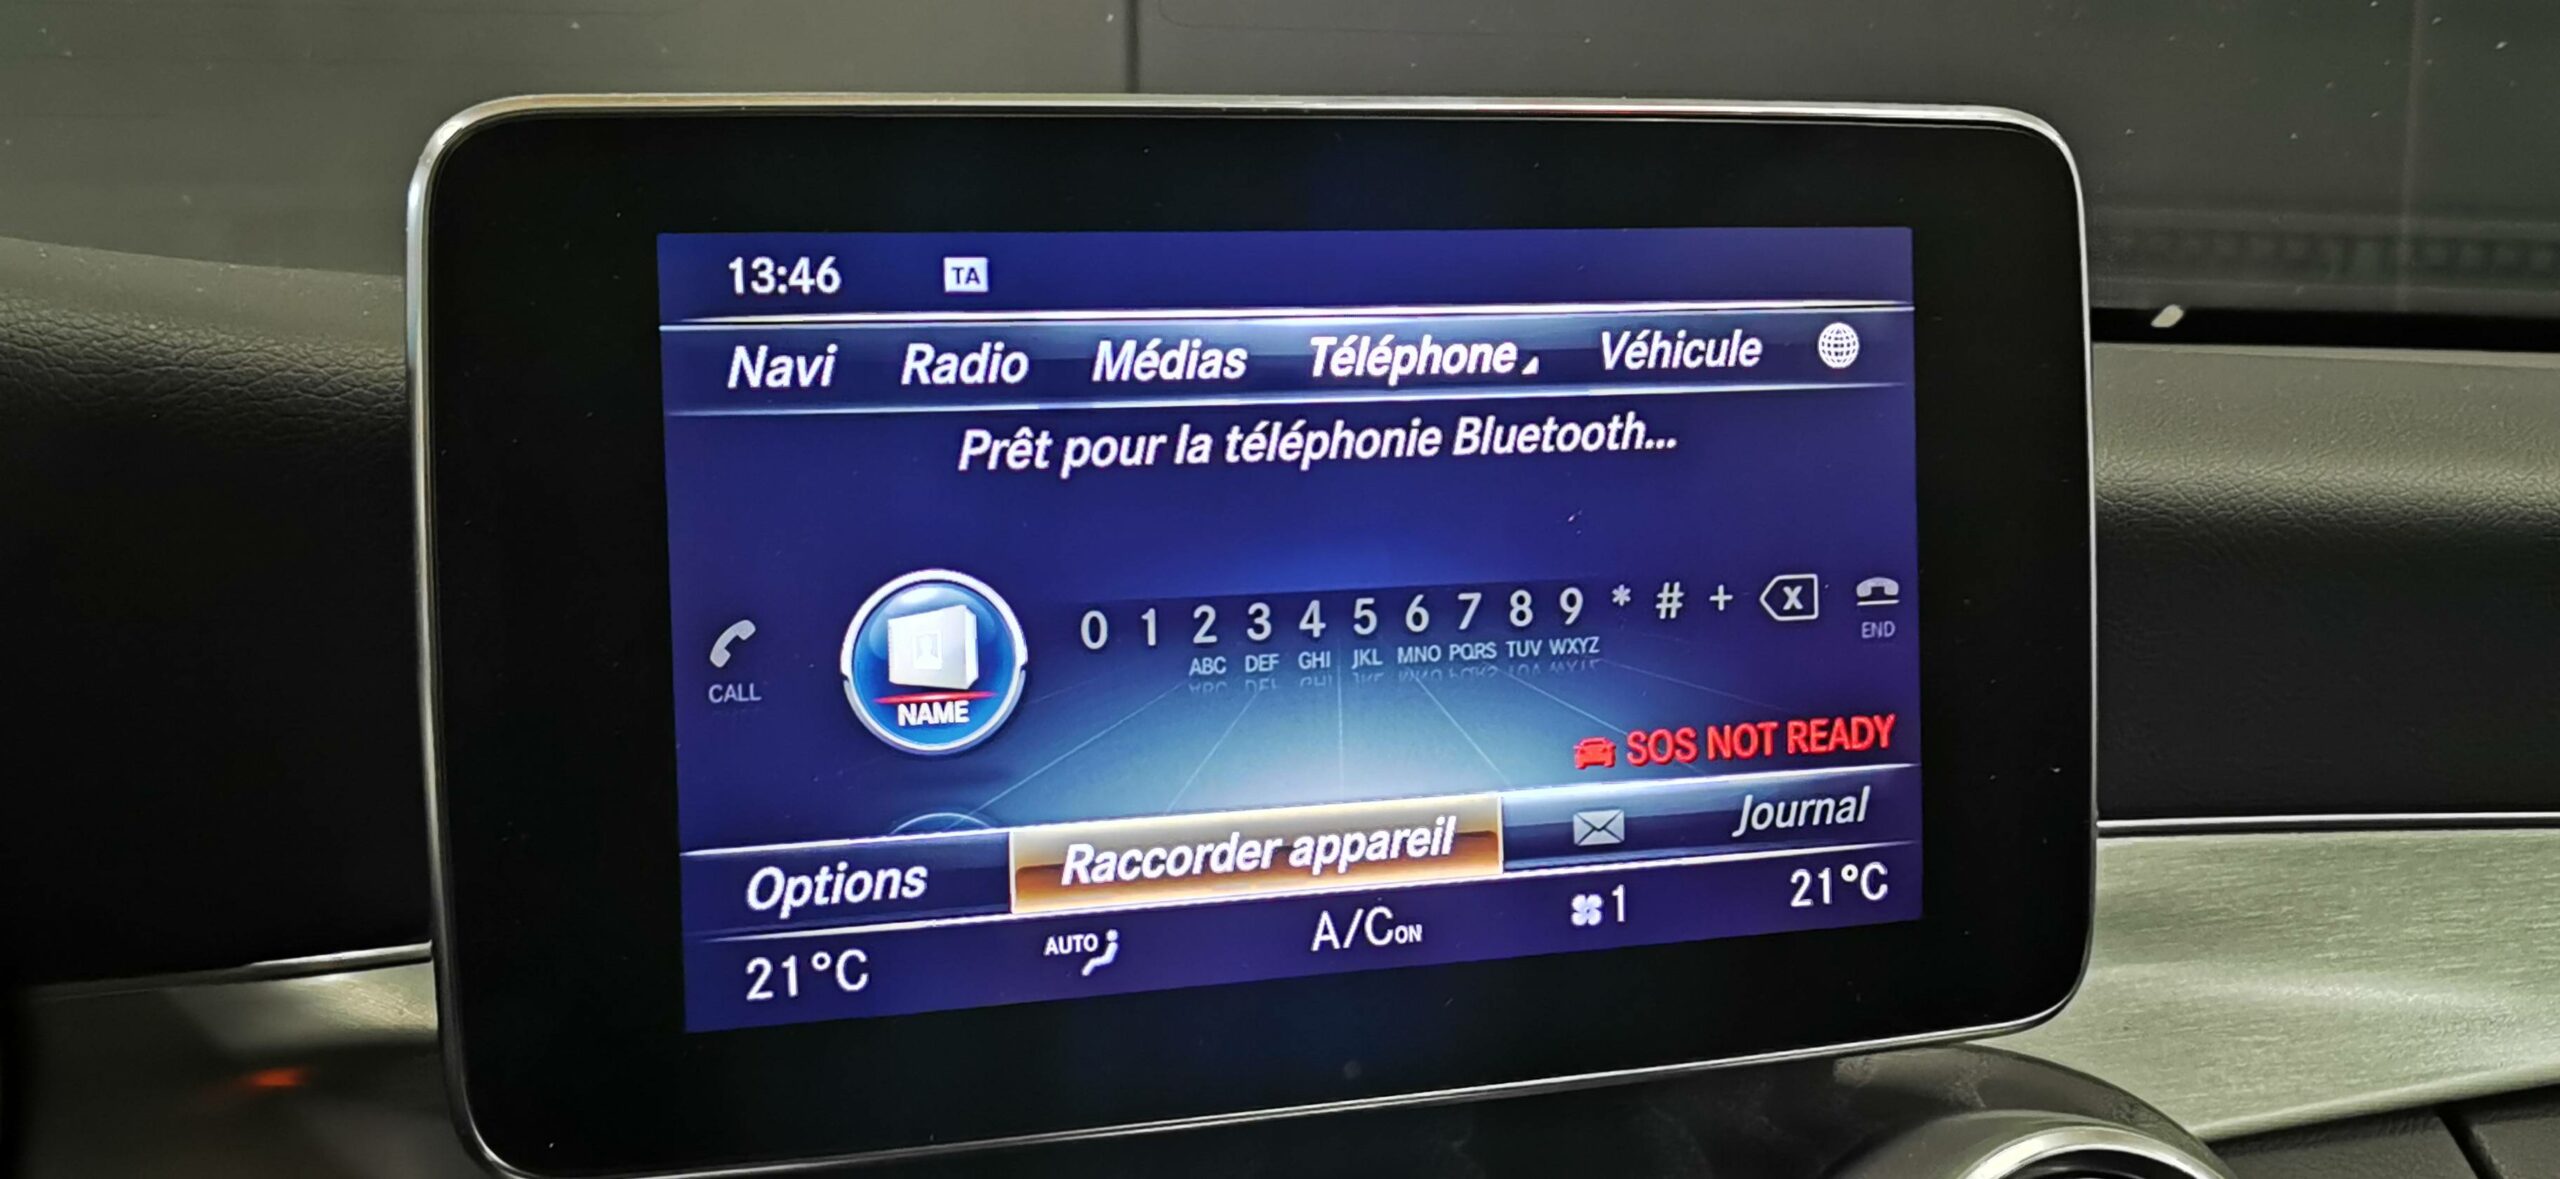 13:46 TA
Navi Radio Médias Téléphone Véhicule
Prêt pour la téléphonie Bluetooth...
0 1 2 3 4 5 6 7 8 9 * # + X
ABC DEF GHI JKL MNO PQRS TUV WXYZ
END
CALL
NAME
SOS NOT READY
Options Raccorder appareil Journal
21°C AUTO A/C ON 1 21°C